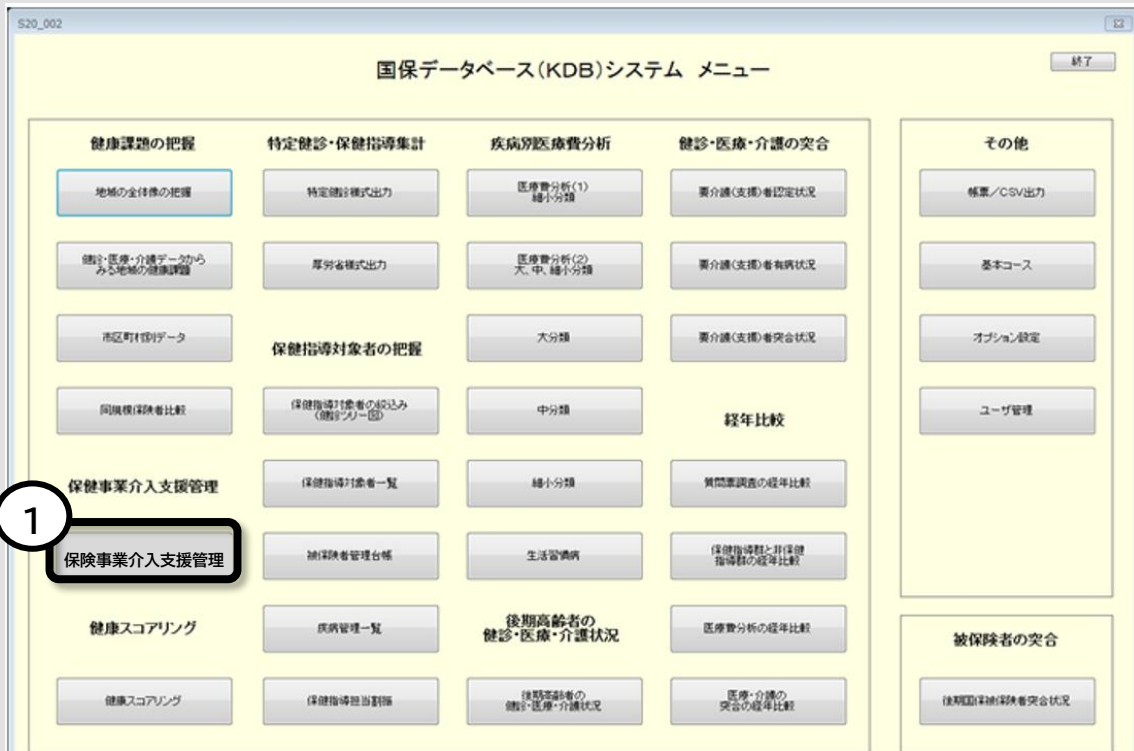 S20_002
国保データベース(KDB)システム メニュー
終了
健康課題の把握
地域の全体像の把握
健診・医療・介護データから
みる地域の健康課題
市区町村別データ
同規模保険者比較
保健事業介入支援管理
1
保険事業介入支援管理
健康スコアリング
健康スコアリング
特定健診・保健指導集計
特定健診様式出力
厚労省様式出力
保健指導対象者の把握
保健指導対象者の絞込み
(健診ツリー図)
保健指導対象者一覧
被保険者管理台帳
疾病管理一覧
保健指導担当割振
疾病別医療費分析
医療費分析(1)
細小分類
医療費分析(2)
大、中、細小分類
大分類
中分類
細小分類
生活習慣病
後期高齢者の
健診・医療・介護状況
後期高齢者の
健診・医療・介護状況
健診・医療・介護の突合
要介護(支援)者認定状況
要介護(支援)者有病状況
要介護(支援)者突合状況
経年比較
質問票調査の経年比較
保健指導群と非保健
指導群の経年比較
医療費分析の経年比較
医療・介護の
突合の経年比較
その他
帳票/CSV出力
基本コース
オプション設定
ユーザ管理
被保険者の突合
後期国保被保険者突合状況